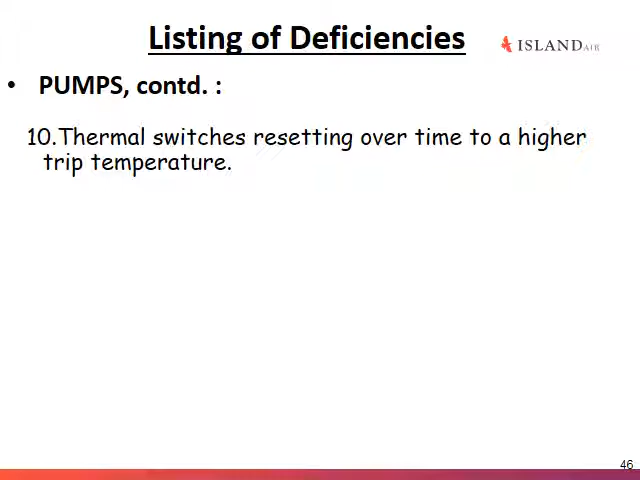 Listing of Deficiencies
ISLAND AIR
• PUMPS, contd. :
10.Thermal switches resetting over time to a higher
trip temperature.
46